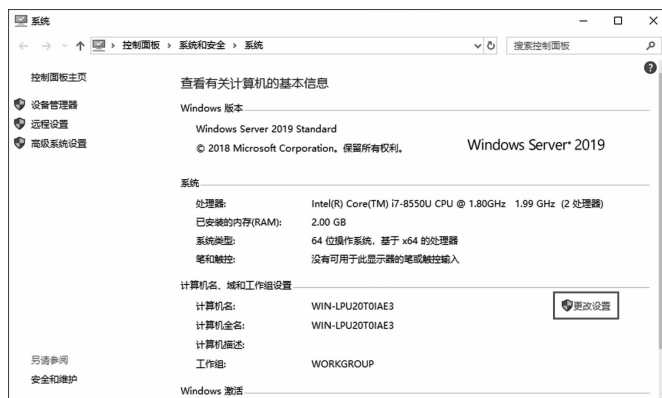 系统
控制面板 › 系统和安全 › 系统
搜索控制面板
控制面板主页
设备管理器
远程设置
高级系统设置
查看有关计算机的基本信息
Windows 版本
Windows Server 2019 Standard
© 2018 Microsoft Corporation。保留所有权利。
Windows Server 2019
系统
处理器: Intel(R) Core(TM) i7-8550U CPU @ 1.80GHz 1.99 GHz (2 处理器)
已安装的内存(RAM): 2.00 GB
系统类型: 64 位操作系统，基于 x64 的处理器
笔和触控: 没有可用于此显示器的笔或触控输入
计算机名、域和工作组设置
计算机名: WIN-LPU20T0IAE3
更改设置
计算机全名: WIN-LPU20T0IAE3
计算机描述:
工作组: WORKGROUP
另请参阅
安全和维护
Windows 激活